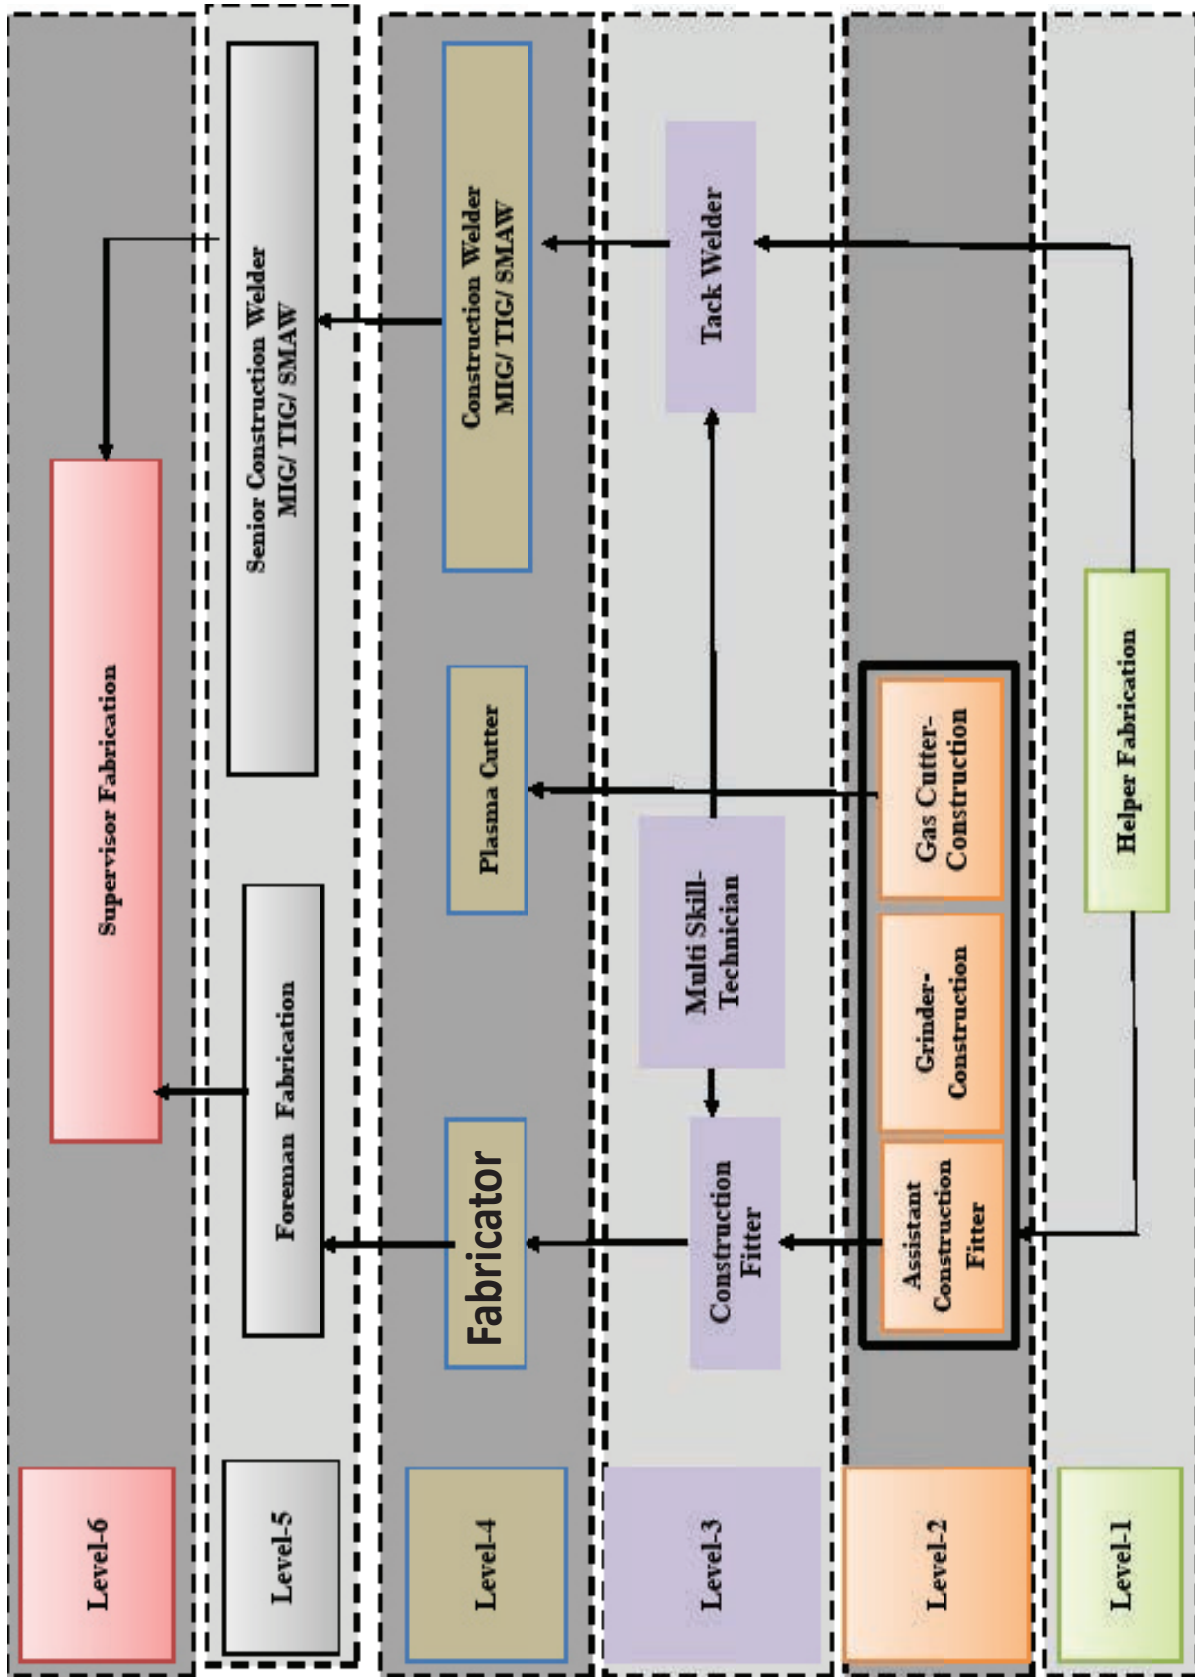 Level-6
Supervisor Fabrication
Level-5
Foreman Fabrication
Senior Construction Welder
MIG/ TIG/ SMAW
Level-4
Fabricator
Plasma Cutter
Construction Welder
MIG/ TIG/ SMAW
Level-3
Construction
Fitter
Multi Skill-
Technician
Tack Welder
Level-2
Assistant
Construction
Fitter
Grinder-
Construction
Gas Cutter-
Construction
Level-1
Helper Fabrication